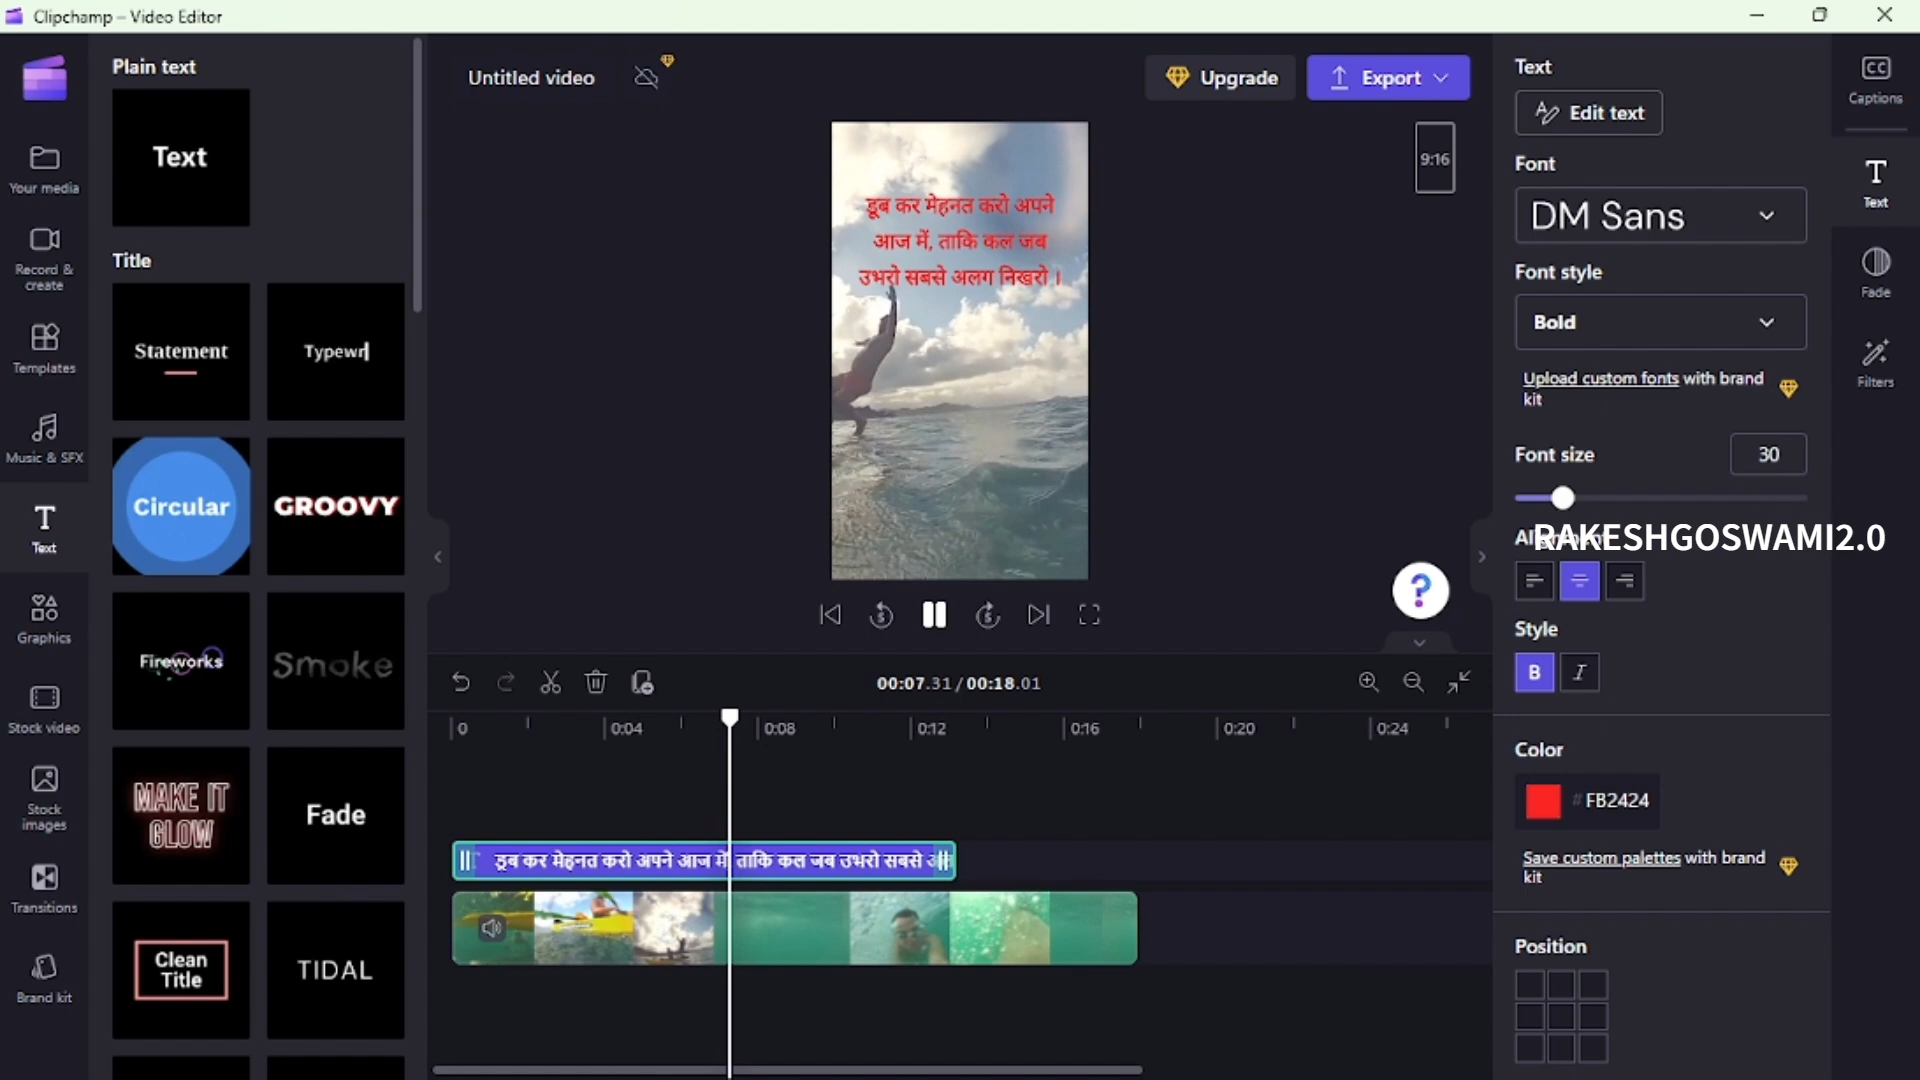 Clipchamp – Video Editor
Your media
Record &
create
Templates
Music & SFX
T
Text
Graphics
Stock video
Stock
images
Transitions
Brand kit
Plain text
Text
Title
Statement
Typewr
Circular
GROOVY
Fireworks
Smoke
MAKE IT
GLOW
Fade
Clean
Title
TIDAL
Untitled video
Upgrade
Export
9:16
डूब कर मेहनत करो अपने
आज में, ताकि कल जब
उभरो सबसे अलग निखरो ।
5
5
?
00:07.31 / 00:18.01
0
0:04
0:08
0:12
0:16
0:20
0:24
डूब कर मेहनत करो अपने आज में ताकि कल जब उभरो सबसे
Text
Edit text
Font
DM Sans
Font style
Bold
Upload custom fonts with brand
kit
Font size
30
RAKESHGOSWAMI2.0
Style
B
I
Color
# FB2424
Save custom palettes with brand
kit
Position
CC
Captions
T
Text
Fade
Filters